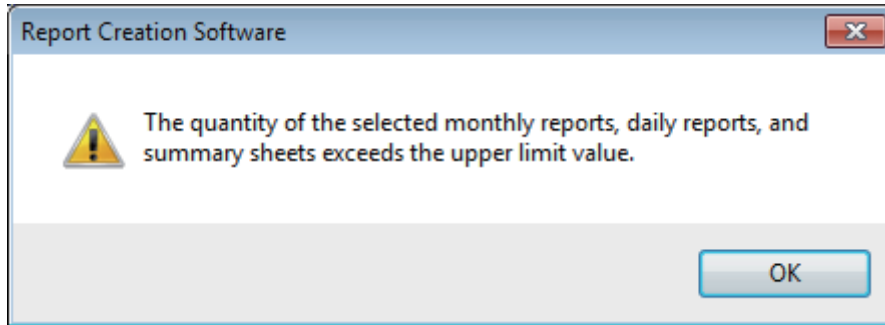 Report Creation Software
The quantity of the selected monthly reports, daily reports, and
summary sheets exceeds the upper limit value.
OK